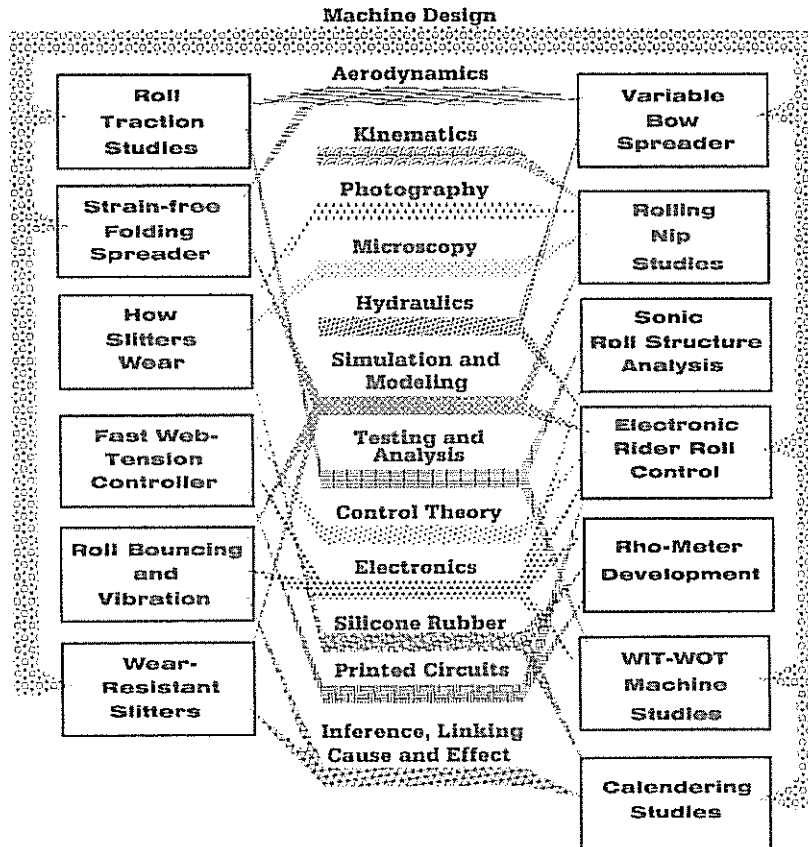 Machine Design
Aerodynamics
Kinematics
Photography
Microscopy
Hydraulics
Simulation and
Modeling
Testing and
Analysis
Control Theory
Electronics
Silicone Rubber
Printed Circuits
Inference, Linking
Cause and Effect
Roll
Traction
Studies
Strain-free
Folding
Spreader
How
Slitters
Wear
Fast Web-
Tension
Controller
Roll Bouncing
and
Vibration
Wear-
Resistant
Slitters
Variable
Bow
Spreader
Rolling
Nip
Studies
Sonic
Roll Structure
Analysis
Electronic
Rider Roll
Control
Rho-Meter
Development
WIT-WOT
Machine
Studies
Calendering
Studies